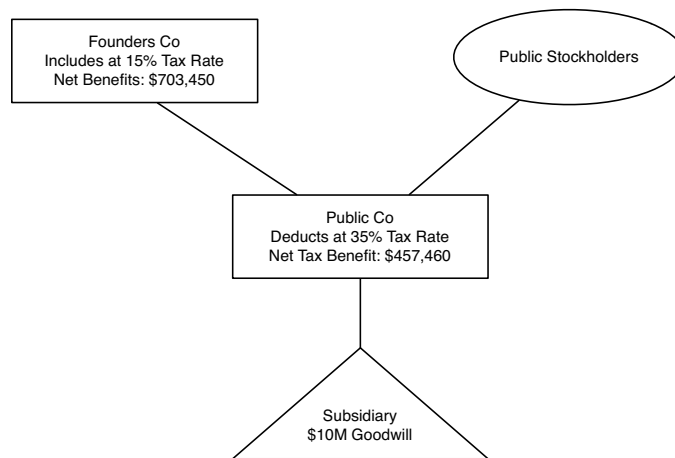 Founders Co
Includes at 15% Tax Rate
Net Benefits: $703,450
Public Stockholders
Public Co
Deducts at 35% Tax Rate
Net Tax Benefit: $457,460
Subsidiary
$10M Goodwill